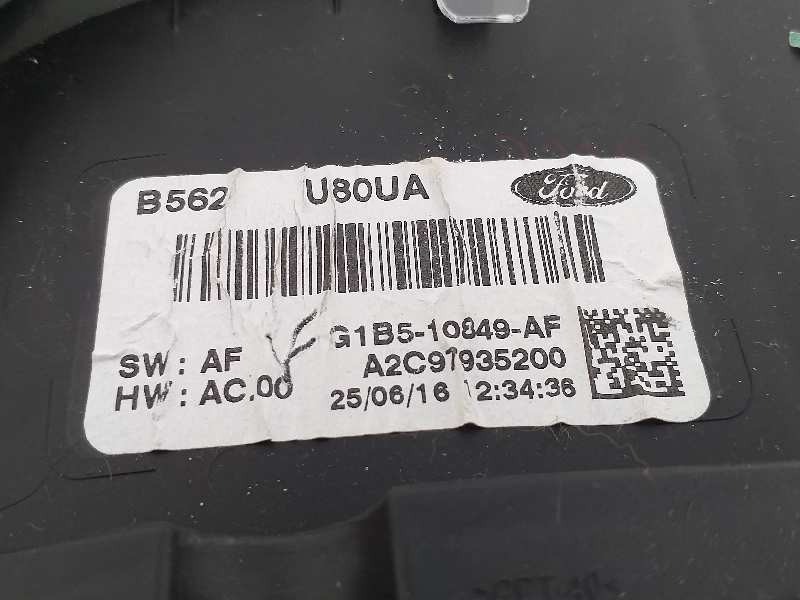 B562 U80UA Ford
G1B5-10849-AF
SW: AF A2C97935200
HW: AC.00 25/06/16 12:34:36